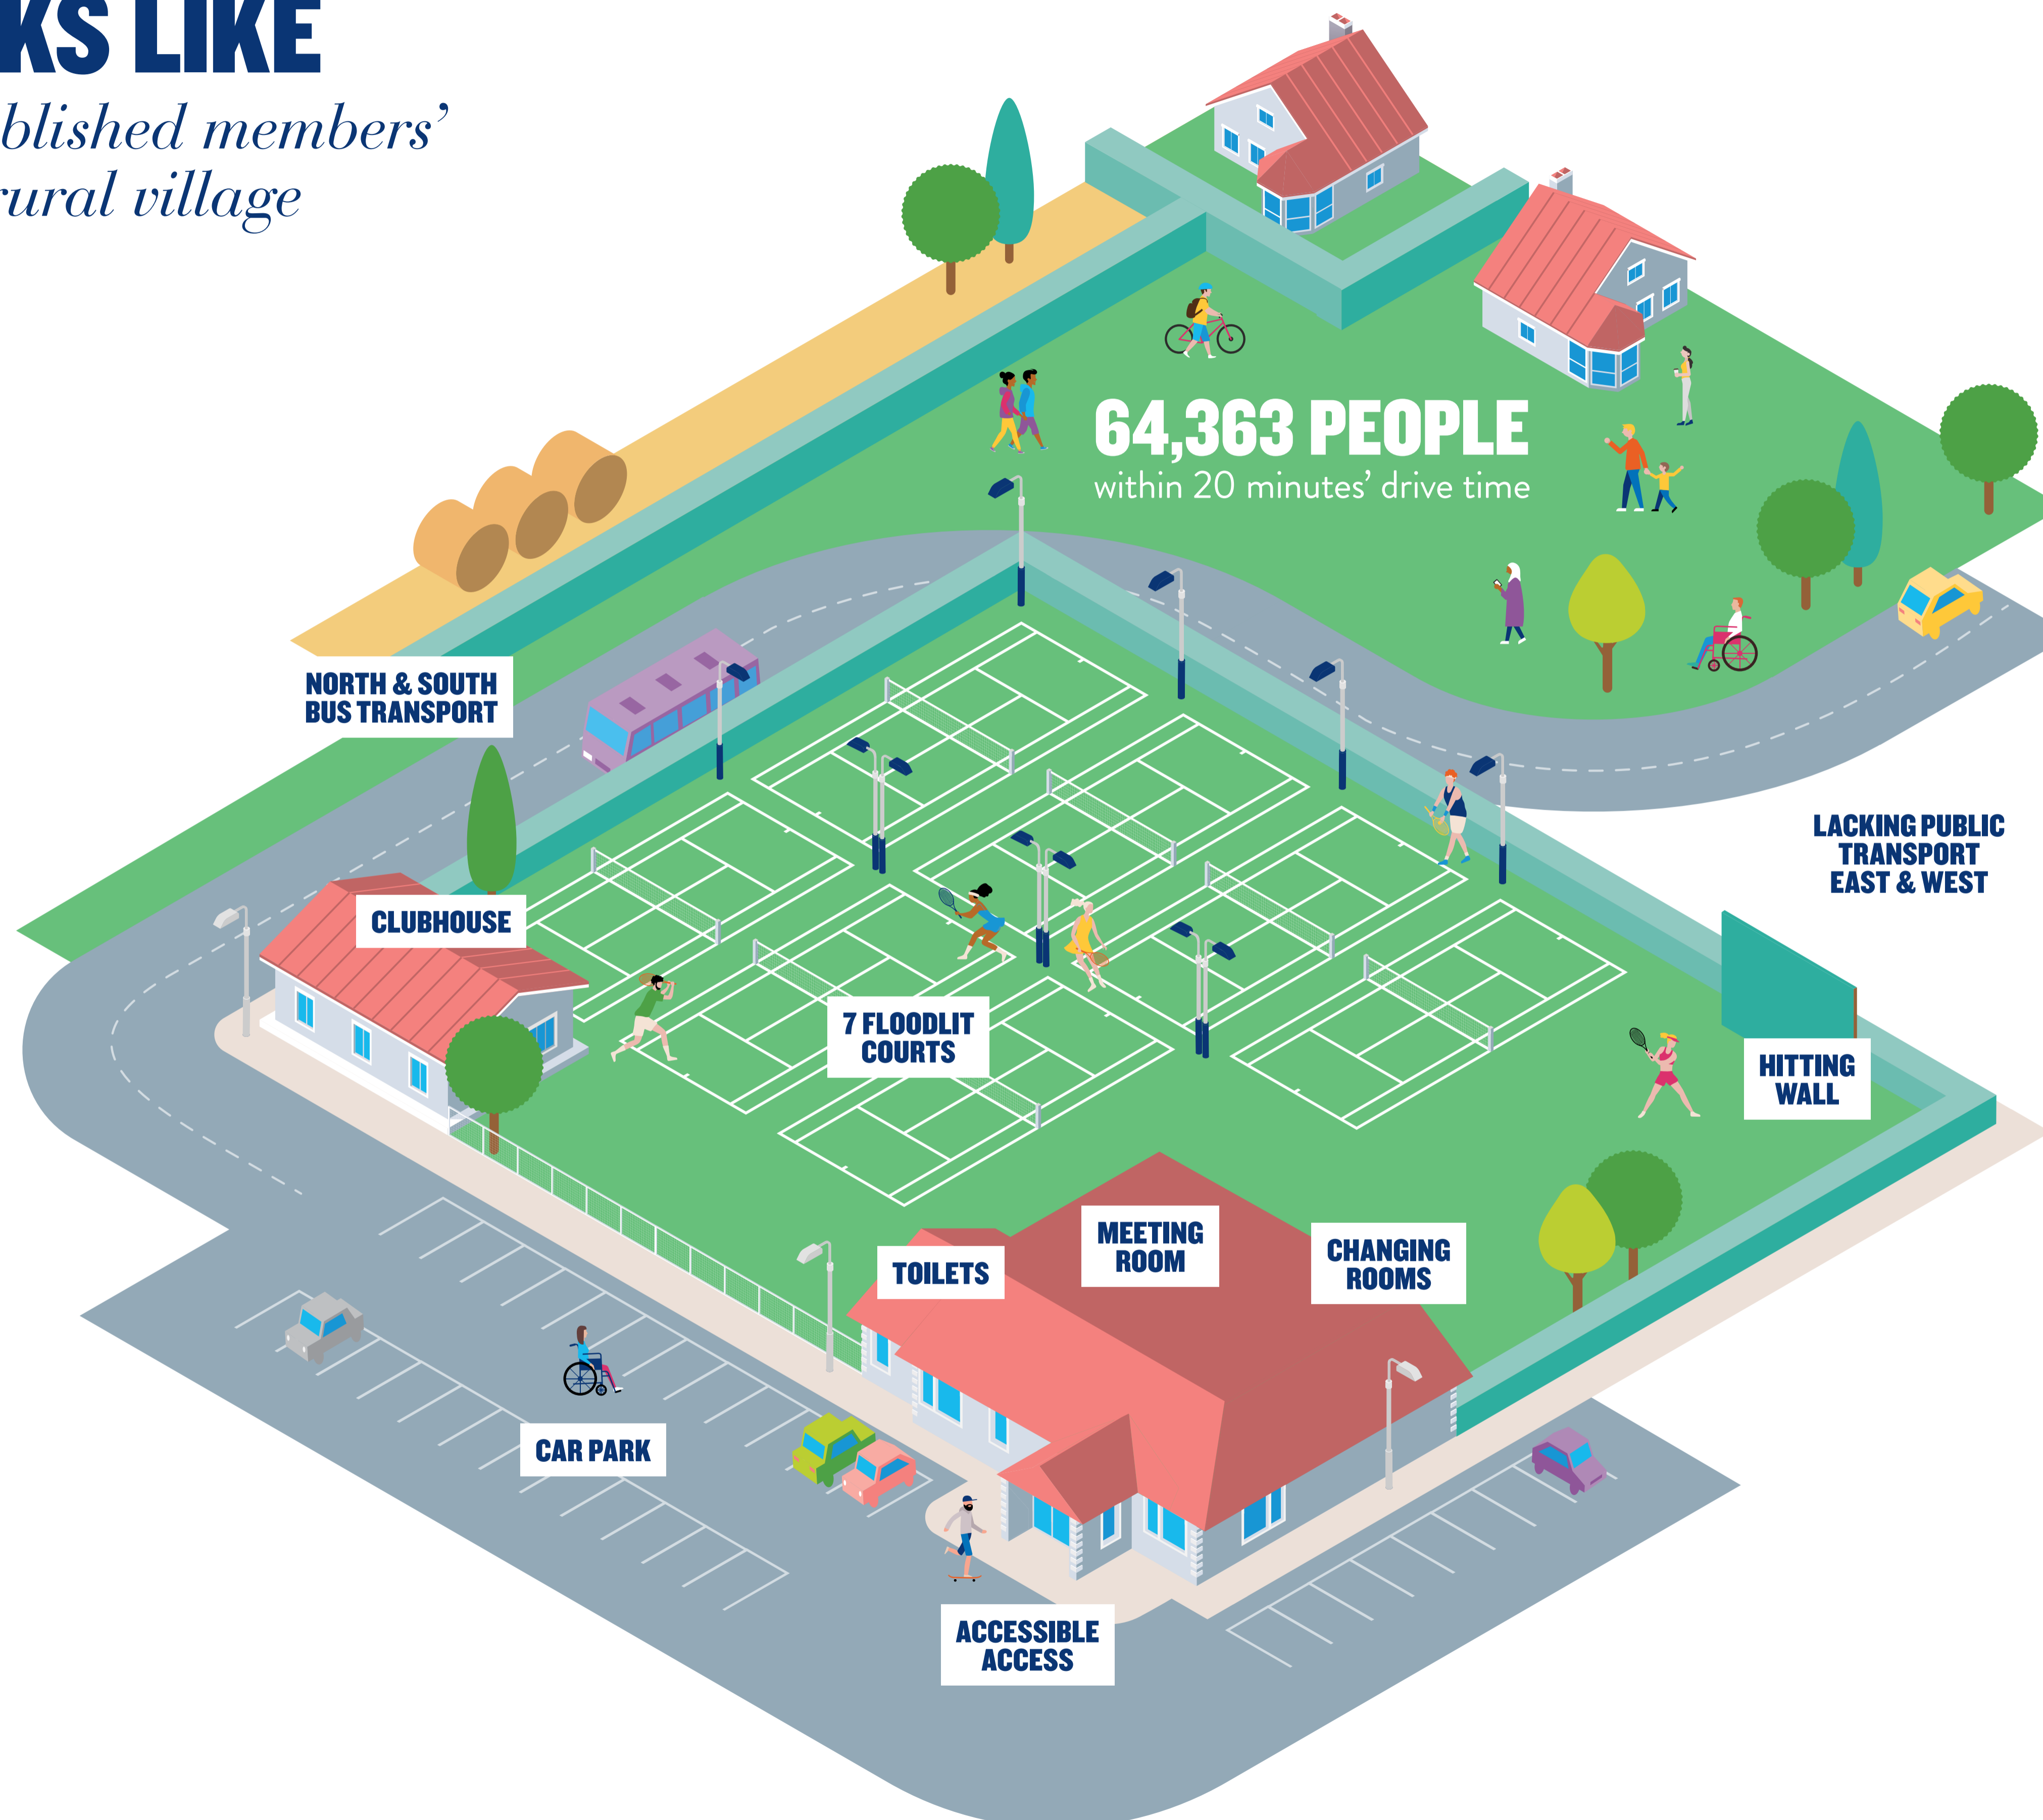 KS LIKE
blished members’
rural village
64,363 PEOPLE
within 20 minutes’ drive time
NORTH & SOUTH
BUS TRANSPORT
LACKING PUBLIC
TRANSPORT
EAST & WEST
CLUBHOUSE
7 FLOODLIT
COURTS
HITTING
WALL
MEETING
ROOM
CHANGING
ROOMS
TOILETS
CAR PARK
ACCESSIBLE
ACCESS